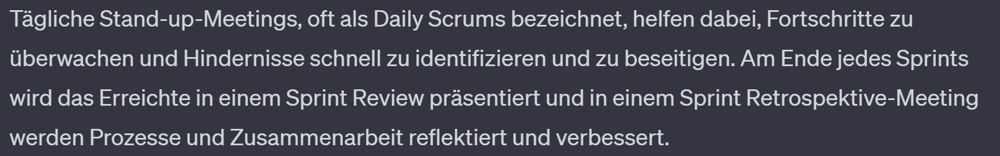 Tägliche Stand-up-Meetings, oft als Daily Scrums bezeichnet, helfen dabei, Fortschritte zu
überwachen und Hindernisse schnell zu identifizieren und zu beseitigen. Am Ende jedes Sprints
wird das Erreichte in einem Sprint Review präsentiert und in einem Sprint Retrospektive-Meeting
werden Prozesse und Zusammenarbeit reflektiert und verbessert.